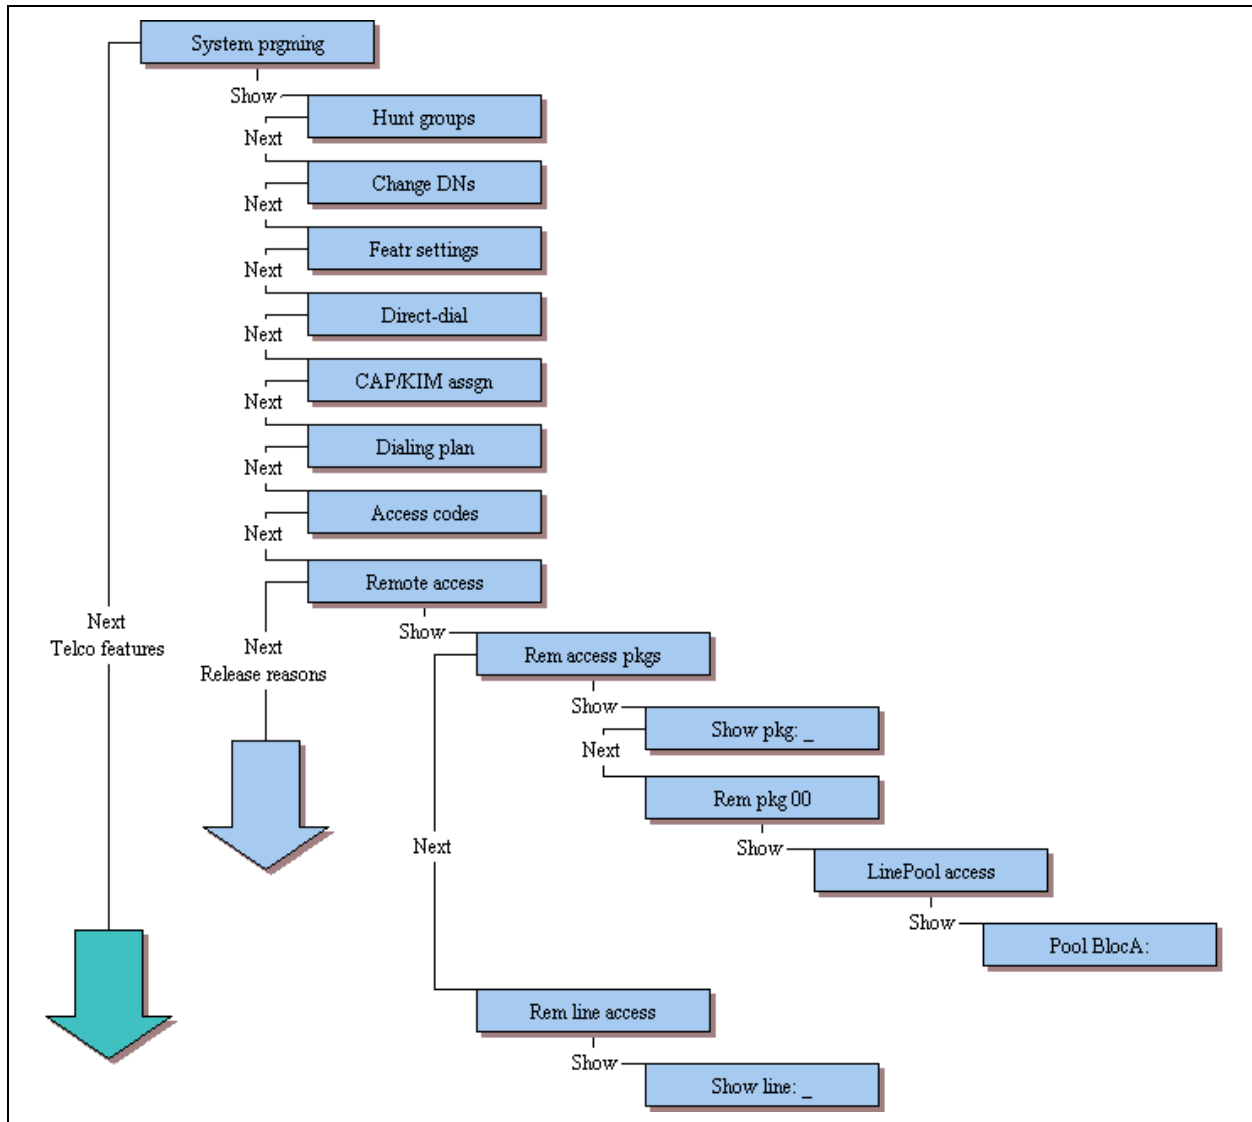 System prgming
Show
Hunt groups
Next
Change DNs
Next
Featr settings
Next
Direct-dial
Next
CAP/KIM assgn
Next
Dialing plan
Next
Access codes
Next
Remote access
Next
Telco features
Next
Release reasons
Show
Rem access pkgs
Show
Show pkg: _
Next
Rem pkg 00
Show
LinePool access
Show
Pool BlocA:
Next
Rem line access
Show
Show line: _